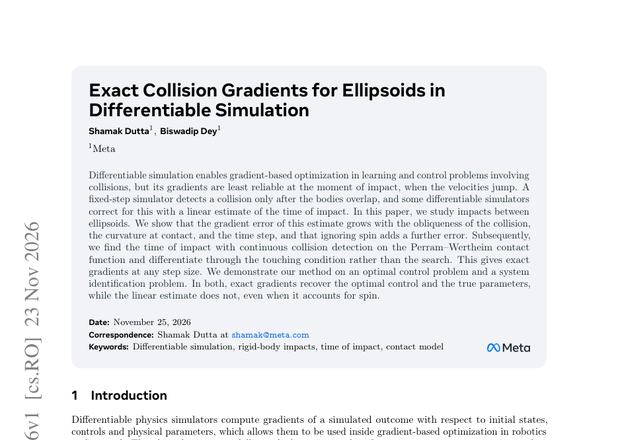 Exact Collision Gradients for Ellipsoids in
Differentiable Simulation
Shamak Dutta¹, Biswadip Dey¹
¹Meta
Differentiable simulation enables gradient-based optimization in learning and control problems involving
collisions, but its gradients are least reliable at the moment of impact, when the velocities jump. A
fixed-step simulator detects a collision only after the bodies overlap, and some differentiable simulators
correct for this with a linear estimate of the time of impact. In this paper, we study impacts between
ellipsoids. We show that the gradient error of this estimate grows with the obliqueness of the collision,
the curvature at contact, and the time step, and that ignoring spin adds a further error. Subsequently,
we find the time of impact with continuous collision detection on the Perram–Wertheim contact
function and differentiate through the touching condition rather than the search. This gives exact
gradients at any step size. We demonstrate our method on an optimal control problem and a system
identification problem. In both, exact gradients recover the optimal control and the true parameters,
while the linear estimate does not, even when it accounts for spin.
Date: November 25, 2026
Correspondence: Shamak Dutta at shamak@meta.com
Keywords: Differentiable simulation, rigid-body impacts, time of impact, contact model
Meta
6v1 [cs.RO] 23 Nov 2026
1 Introduction
Differentiable physics simulators compute gradients of a simulated outcome with respect to initial states,
controls and physical parameters, which allows them to be used inside gradient-based optimization in robotics